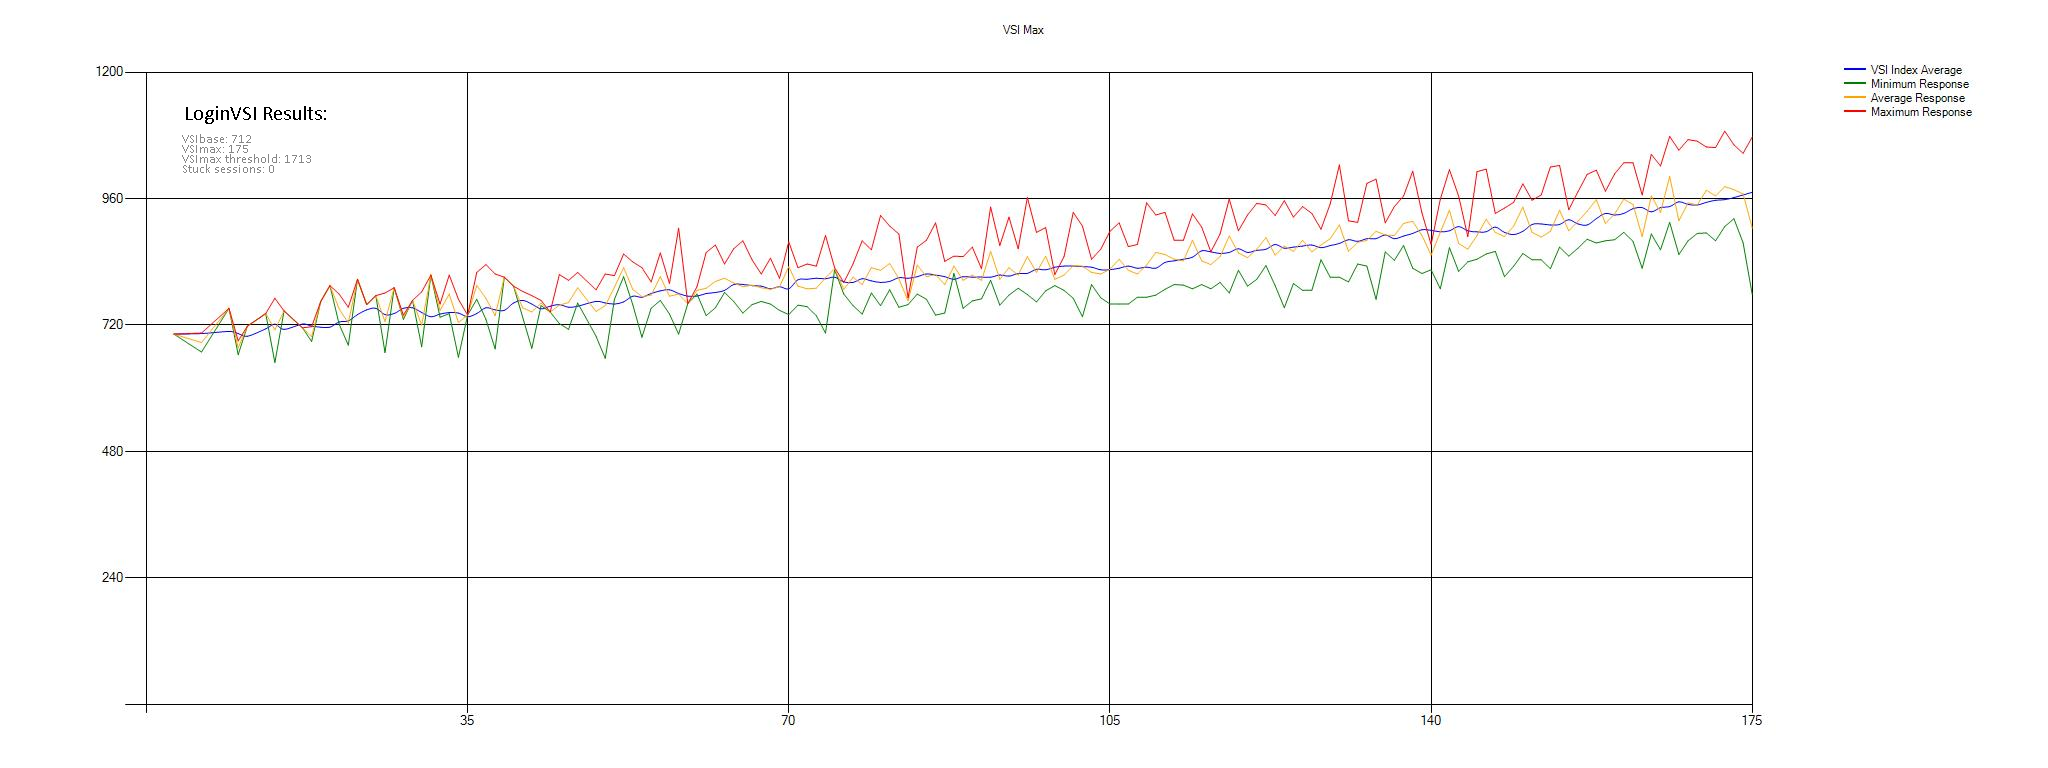 VSI Max
1200
960
720
480
240
35
70
105
140
175
LoginVSI Results:
VSIbase: 712
VSImax: 175
VSImax threshold: 1713
Stuck sessions: 0
VSI Index Average
Minimum Response
Average Response
Maximum Response